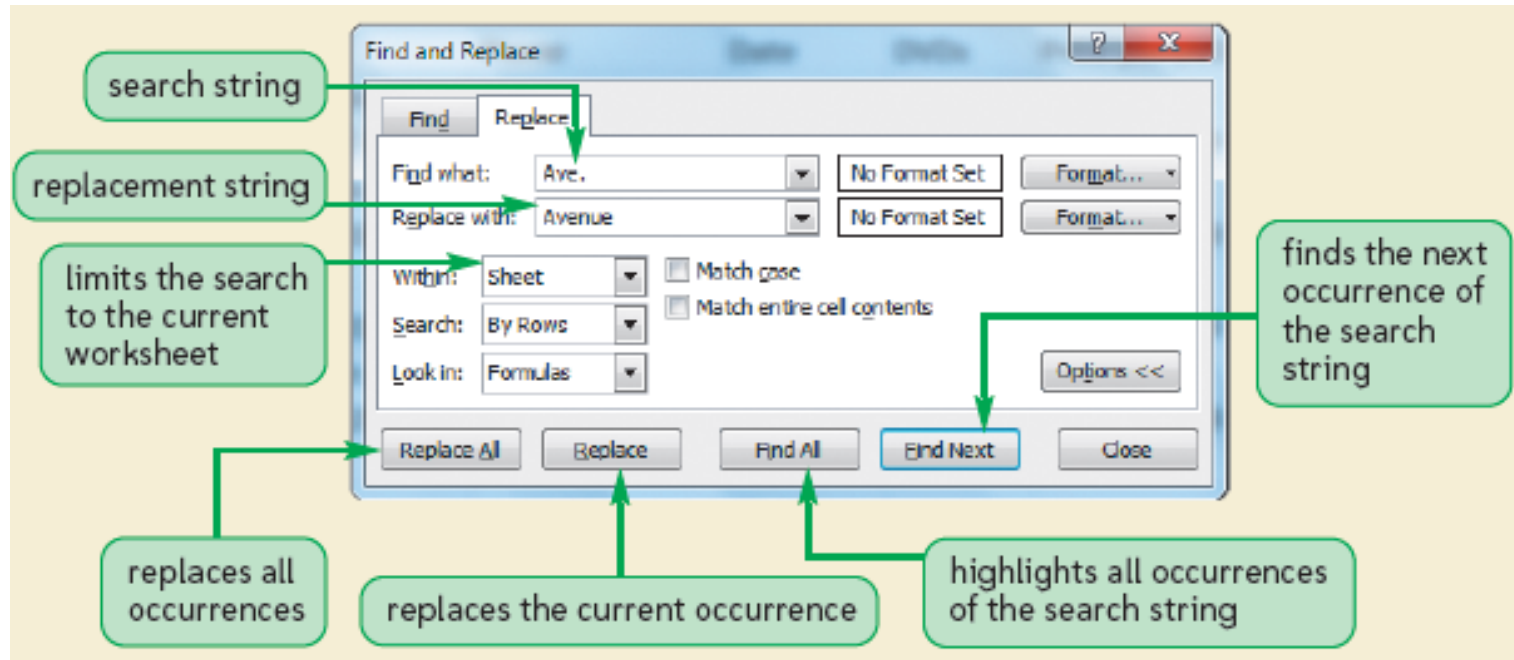 Find and Replace
search string
Find
Replace
Find what:
Ave.
No Format Set
Format...
replacement string
Replace with:
Avenue
No Format Set
Format...
limits the search
to the current
worksheet
Within:
Sheet
Match case
Match entire cell contents
Search:
By Rows
Look in:
Formulas
Options <<
finds the next
occurrence of
the search
string
Replace All
Replace
Find All
Find Next
Close
replaces all
occurrences
replaces the current occurrence
highlights all occurrences
of the search string